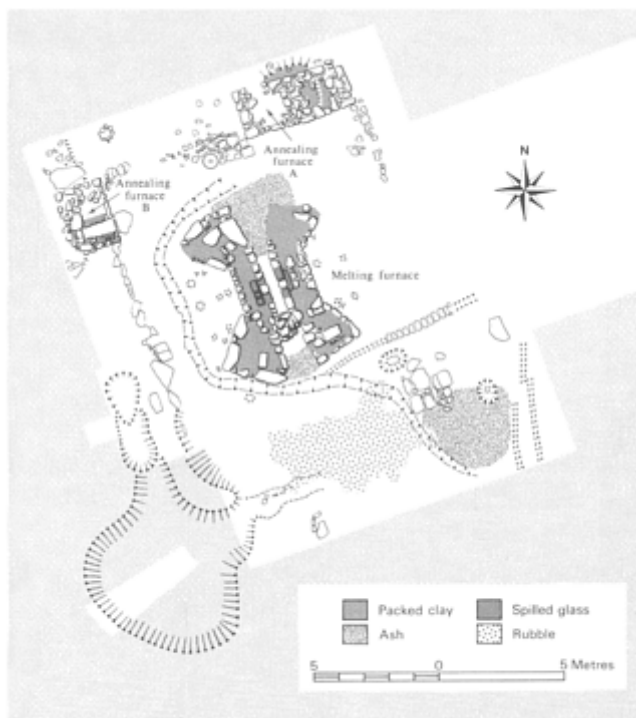 Annealing
furnace
A
N
Annealing
furnace
B
Melting furnace
Packed clay
Spilled glass
Ash
Rubble
5 0 5 Metres